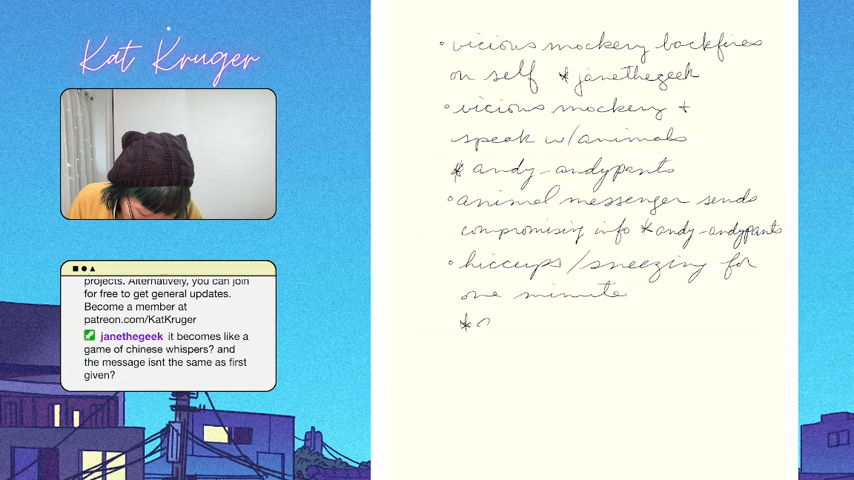 Kat Kruger
projects. Alternatively, you can join
for free to get general updates.
Become a member at
patreon.com/KatKruger
janethegeek it becomes like a
game of chinese whispers? and
the message isnt the same as first
given?
• vicious mockery backfires
on self * janethegeek
• vicious mockery +
speak w/animals
* andy-andypants
• animal messenger sends
compromising info * andy-andypants
• hiccups/sneezing for
one minute
*